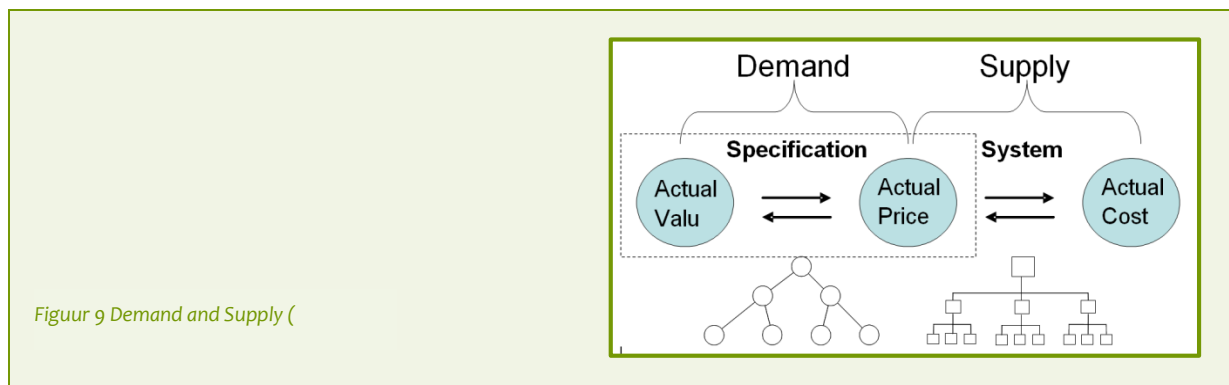 Demand Supply
Specification System
Actual Valu
Actual Price
Actual Cost
Figuur 9 Demand and Supply (